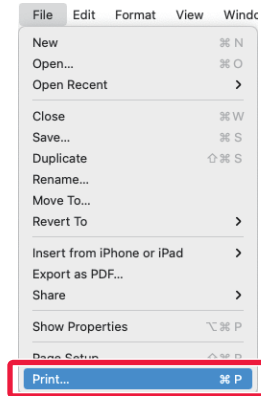 File Edit Format View Windo
New ⌘ N
Open... ⌘ O
Open Recent >
Close ⌘ W
Save... ⌘ S
Duplicate ⇧ ⌘ S
Rename...
Move To...
Revert To >
Insert from iPhone or iPad >
Export as PDF...
Share >
Show Properties ⌥ ⌘ P
Page Setup ⇧ ⌘ P
Print... ⌘ P